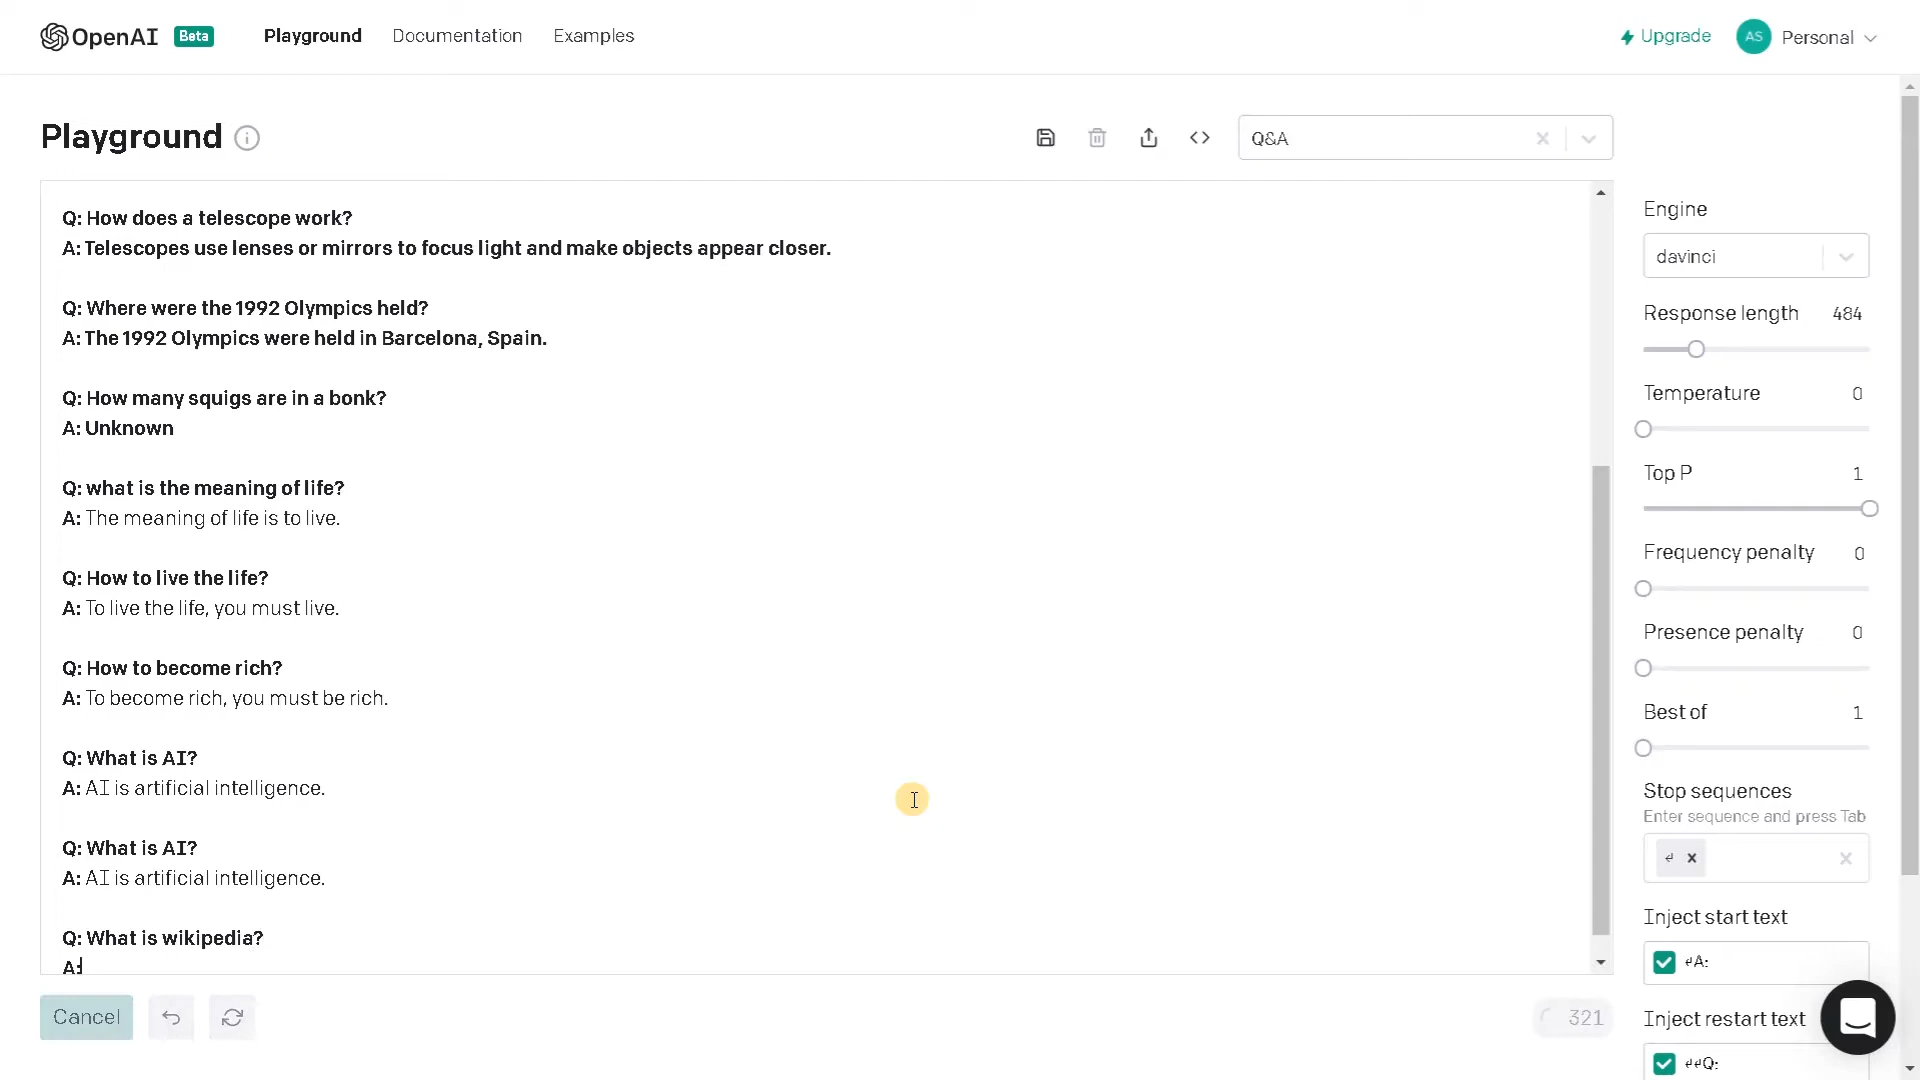 OpenAI Beta Playground Documentation Examples Upgrade AS Personal
Playground
Q&A
Q: How does a telescope work?
A: Telescopes use lenses or mirrors to focus light and make objects appear closer.
Q: Where were the 1992 Olympics held?
A: The 1992 Olympics were held in Barcelona, Spain.
Q: How many squigs are in a bonk?
A: Unknown
Q: what is the meaning of life?
A: The meaning of life is to live.
Q: How to live the life?
A: To live the life, you must live.
Q: How to become rich?
A: To become rich, you must be rich.
Q: What is AI?
A: AI is artificial intelligence.
Q: What is AI?
A: AI is artificial intelligence.
Q: What is wikipedia?
A:
Cancel
321
Engine
davinci
Response length 484
Temperature 0
Top P 1
Frequency penalty 0
Presence penalty 0
Best of 1
Stop sequences
Enter sequence and press Tab
↵
Inject start text
↵A:
Inject restart text
↵↵Q: